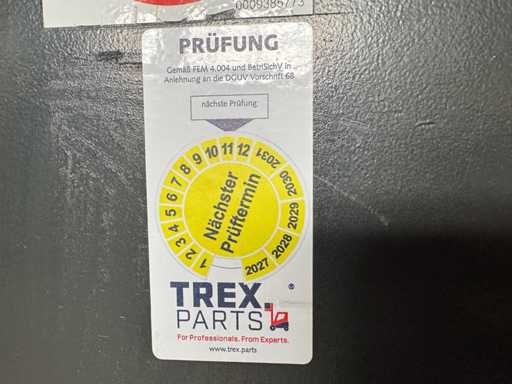 0009385773
PRÜFUNG
Gemäß FEM 4.004 und BetrSichV in
Anlehnung an die DGUV Vorschrift 68
nächste Prüfung:
1 2 3 4 5 6 7 8 9 10 11 12
2031 2030 2029 2028 2027
Nächster
Prüftermin
TREX.
PARTS
®
For Professionals. From Experts.
www.trex.parts